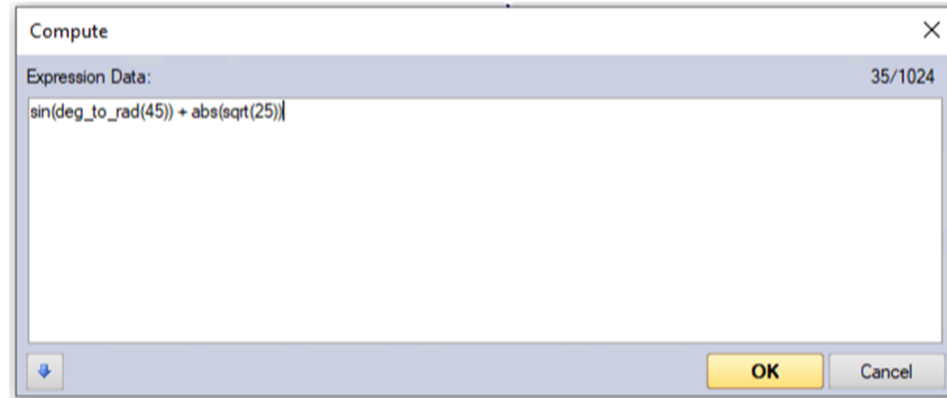 Compute
Expression Data: 35/1024
sin(deg_to_rad(45)) + abs(sqrt(25))
OK Cancel